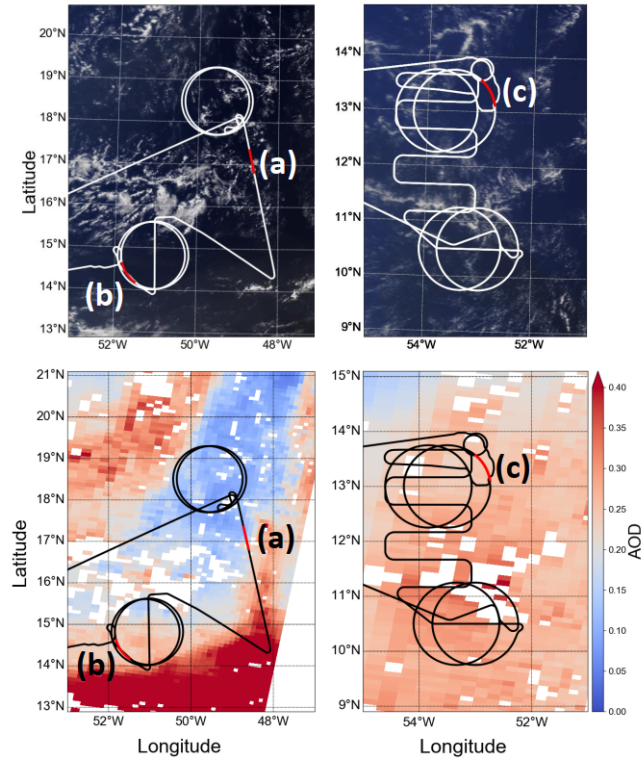 20°N
19°N
18°N
17°N
16°N
15°N
14°N
13°N
Latitude
(a)
(b)
52°W
50°W
48°W
14°N
13°N
12°N
11°N
10°N
9°N
(c)
54°W
52°W
21°N
20°N
19°N
18°N
17°N
16°N
15°N
14°N
13°N
Latitude
(a)
(b)
52°W
50°W
48°W
Longitude
15°N
14°N
13°N
12°N
11°N
10°N
9°N
(c)
54°W
52°W
Longitude
0.40
0.35
0.30
0.25
0.20
0.15
0.10
0.05
0.00
AOD